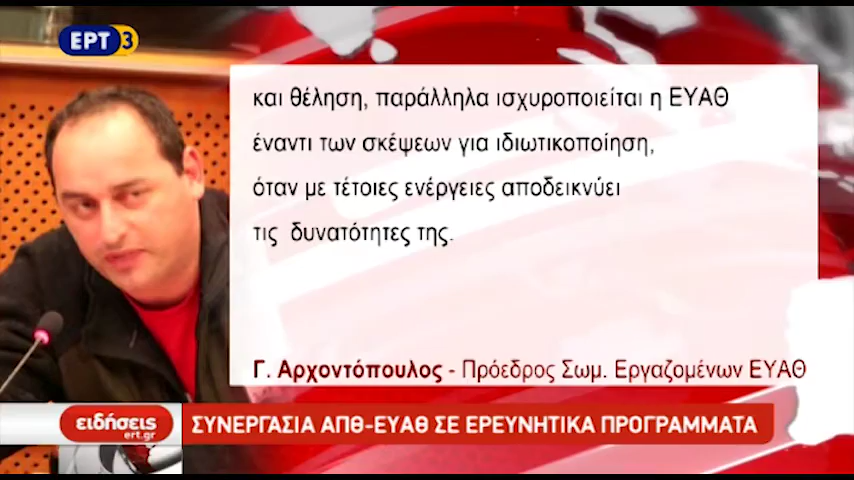 ΕΡΤ3
και θέληση, παράλληλα ισχυροποιείται η ΕΥΑΘ
έναντι των σκέψεων για ιδιωτικοποίηση,
όταν με τέτοιες ενέργειες αποδεικνύει
τις δυνατότητες της.
Γ. Αρχοντόπουλος - Πρόεδρος Σωμ. Εργαζομένων ΕΥΑΘ
ειδήσεις
ert.gr
ΣΥΝΕΡΓΑΣΙΑ ΑΠΘ-ΕΥΑΘ ΣΕ ΕΡΕΥΝΗΤΙΚΑ ΠΡΟΓΡΑΜΜΑΤΑ